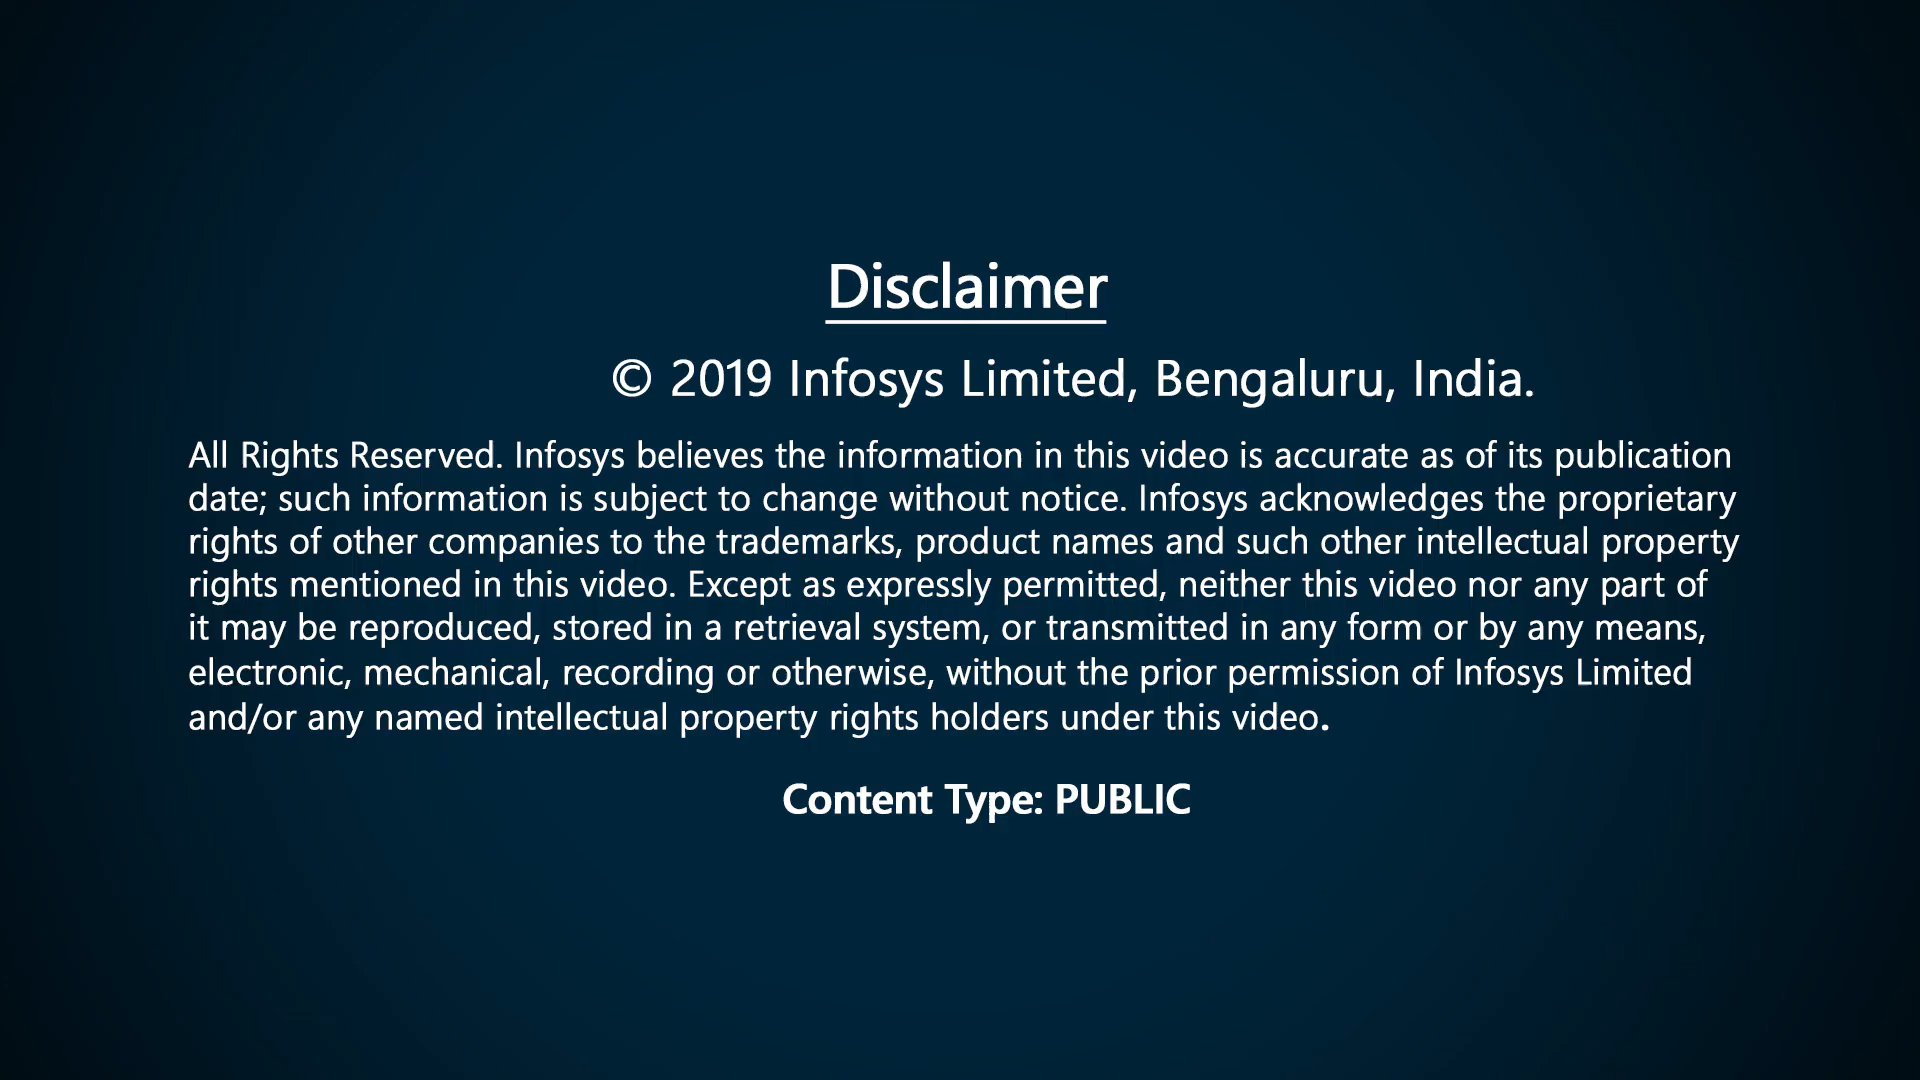 Disclaimer
© 2019 Infosys Limited, Bengaluru, India.
All Rights Reserved. Infosys believes the information in this video is accurate as of its publication
date; such information is subject to change without notice. Infosys acknowledges the proprietary
rights of other companies to the trademarks, product names and such other intellectual property
rights mentioned in this video. Except as expressly permitted, neither this video nor any part of
it may be reproduced, stored in a retrieval system, or transmitted in any form or by any means,
electronic, mechanical, recording or otherwise, without the prior permission of Infosys Limited
and/or any named intellectual property rights holders under this video.
Content Type: PUBLIC